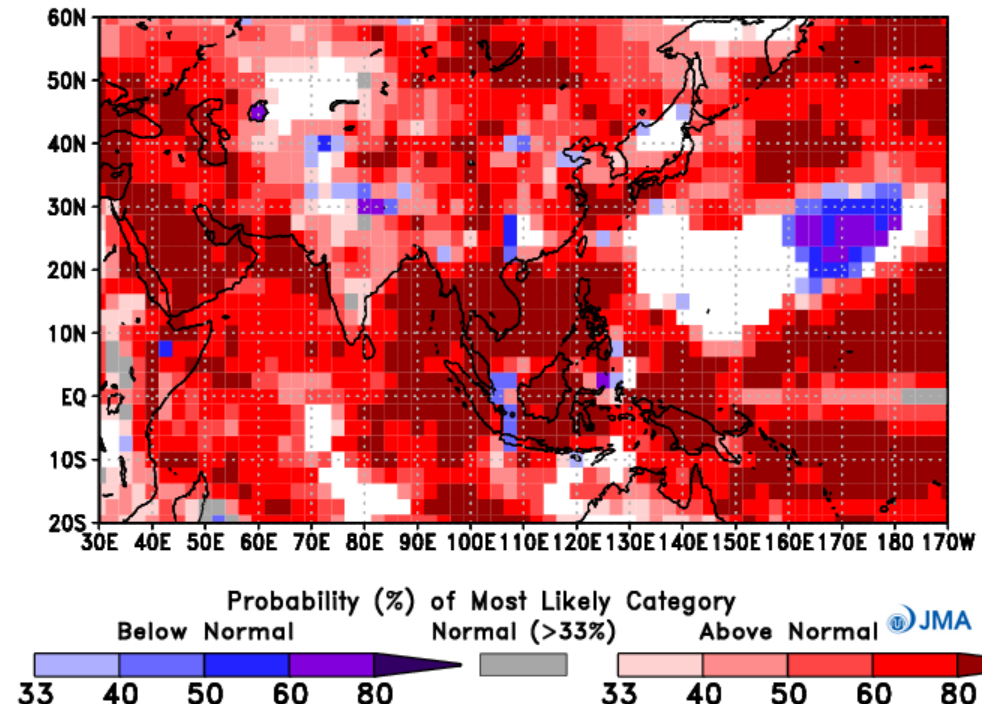 60N
50N
40N
30N
20N
10N
EQ
10S
20S
30E 40E 50E 60E 70E 80E 90E 100E 110E 120E 130E 140E 150E 160E 170E 180 170W
Probability (%) of Most Likely Category
Below Normal Normal (>33%) Above Normal JMA
33 40 50 60 80 33 40 50 60 80